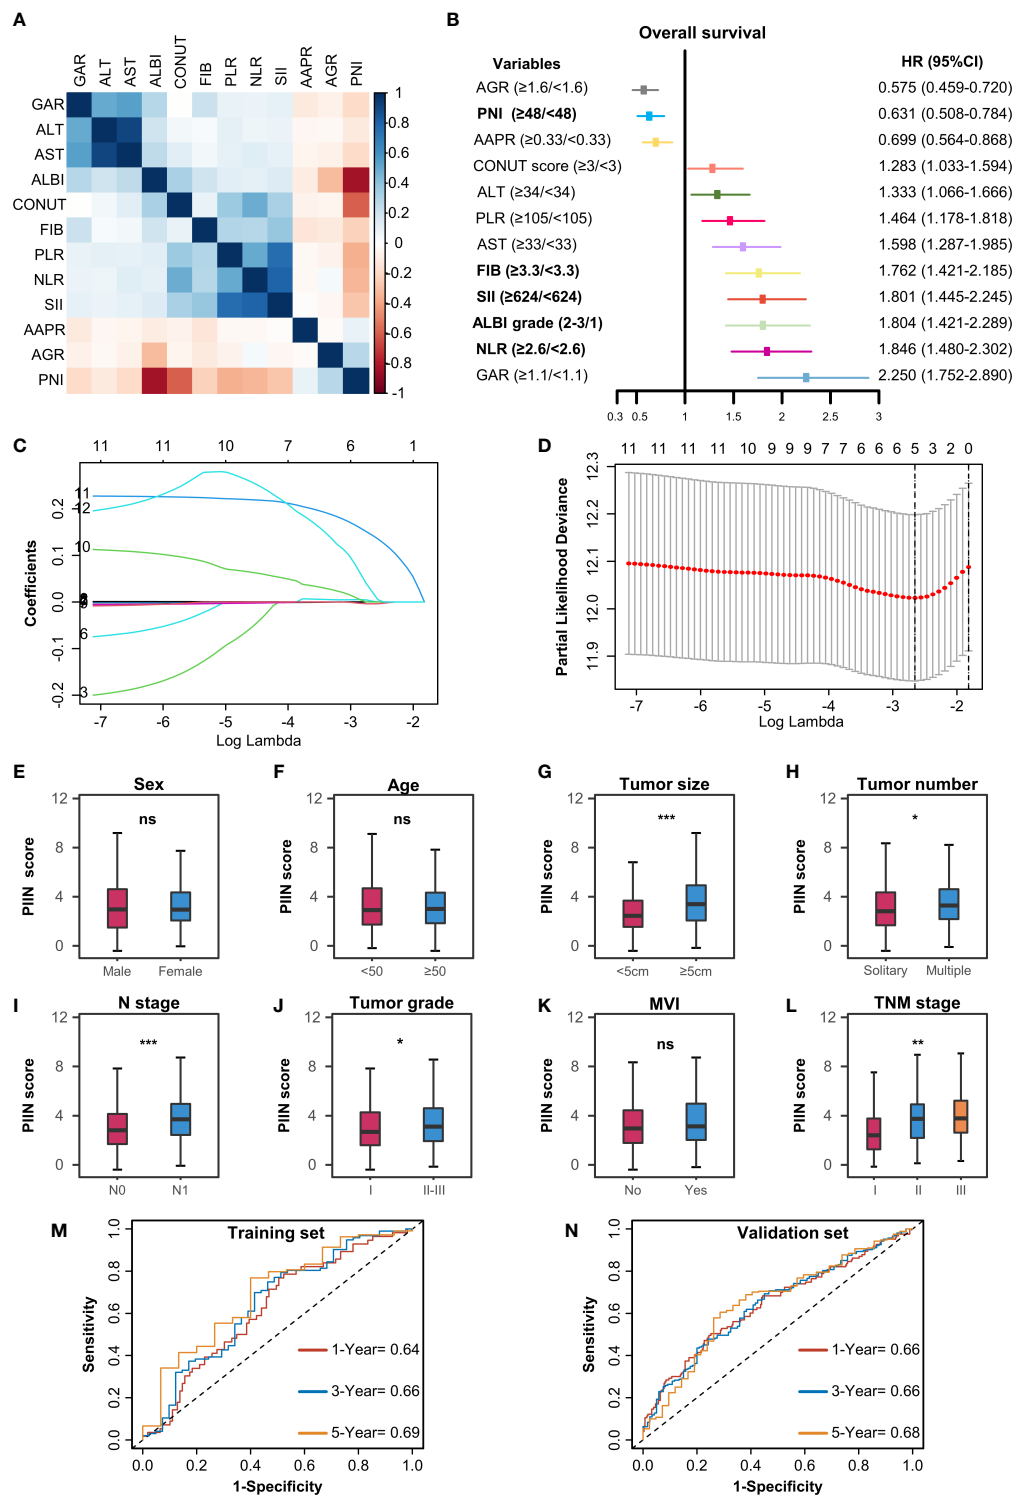 A
GAR ALT AST ALBI CONUT FIB PLR NLR SII AAPR AGR PNI
GAR
ALT
AST
ALBI
CONUT
FIB
PLR
NLR
SII
AAPR
AGR
PNI
1
0.8
0.6
0.4
0.2
0
-0.2
-0.4
-0.6
-0.8
-1
B
Overall survival
Variables HR (95%CI)
AGR (≥1.6/<1.6) 0.575 (0.459-0.720)
PNI (≥48/<48) 0.631 (0.508-0.784)
AAPR (≥0.33/<0.33) 0.699 (0.564-0.868)
CONUT score (≥3/<3) 1.283 (1.033-1.594)
ALT (≥34/<34) 1.333 (1.066-1.666)
PLR (≥105/<105) 1.464 (1.178-1.818)
AST (≥33/<33) 1.598 (1.287-1.985)
FIB (≥3.3/<3.3) 1.762 (1.421-2.185)
SII (≥624/<624) 1.801 (1.445-2.245)
ALBI grade (2-3/1) 1.804 (1.421-2.289)
NLR (≥2.6/<2.6) 1.846 (1.480-2.302)
GAR (≥1.1/<1.1) 2.250 (1.752-2.890)
0.3 0.5 1 1.5 2 2.5 3
C
11 11 10 7 6 1
Coefficients
0.2
0.1
0.0
-0.1
-0.2
11
12
10
6
3
-7 -6 -5 -4 -3 -2
Log Lambda
D
11 11 11 11 10 9 9 9 7 7 6 6 5 3 2 0
Partial Likelihood Deviance
12.3
12.2
12.1
12.0
11.9
-7 -6 -5 -4 -3 -2
Log Lambda
E
Sex
PIIN score
12
8
4
0
ns
Male Female
F
Age
PIIN score
12
8
4
0
ns
<50 ≥50
G
Tumor size
PIIN score
12
8
4
0
***
<5cm ≥5cm
H
Tumor number
PIIN score
12
8
4
0
*
Solitary Multiple
I
N stage
PIIN score
12
8
4
0
***
N0 N1
J
Tumor grade
PIIN score
12
8
4
0
*
I II-III
K
MVI
PIIN score
12
8
4
0
ns
No Yes
L
TNM stage
PIIN score
12
8
4
0
**
I II III
M
Training set
Sensitivity
1.0
0.8
0.6
0.4
0.2
0.0
1-Year= 0.64
3-Year= 0.66
5-Year= 0.69
0.0 0.2 0.4 0.6 0.8 1.0
1-Specificity
N
Validation set
Sensitivity
1.0
0.8
0.6
0.4
0.2
0.0
1-Year= 0.66
3-Year= 0.66
5-Year= 0.68
0.0 0.2 0.4 0.6 0.8 1.0
1-Specificity